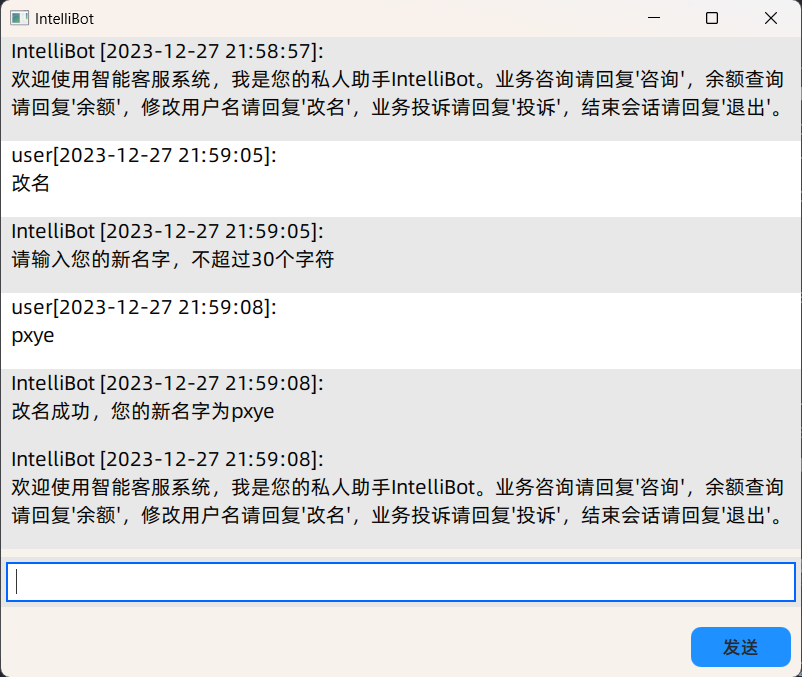 IntelliBot
IntelliBot [2023-12-27 21:58:57]:
欢迎使用智能客服系统，我是您的私人助手IntelliBot。业务咨询请回复'咨询'，余额查询
请回复'余额'，修改用户名请回复'改名'，业务投诉请回复'投诉'，结束会话请回复'退出'。
user[2023-12-27 21:59:05]:
改名
IntelliBot [2023-12-27 21:59:05]:
请输入您的新名字，不超过30个字符
user[2023-12-27 21:59:08]:
pxye
IntelliBot [2023-12-27 21:59:08]:
改名成功，您的新名字为pxye
IntelliBot [2023-12-27 21:59:08]:
欢迎使用智能客服系统，我是您的私人助手IntelliBot。业务咨询请回复'咨询'，余额查询
请回复'余额'，修改用户名请回复'改名'，业务投诉请回复'投诉'，结束会话请回复'退出'。
发送